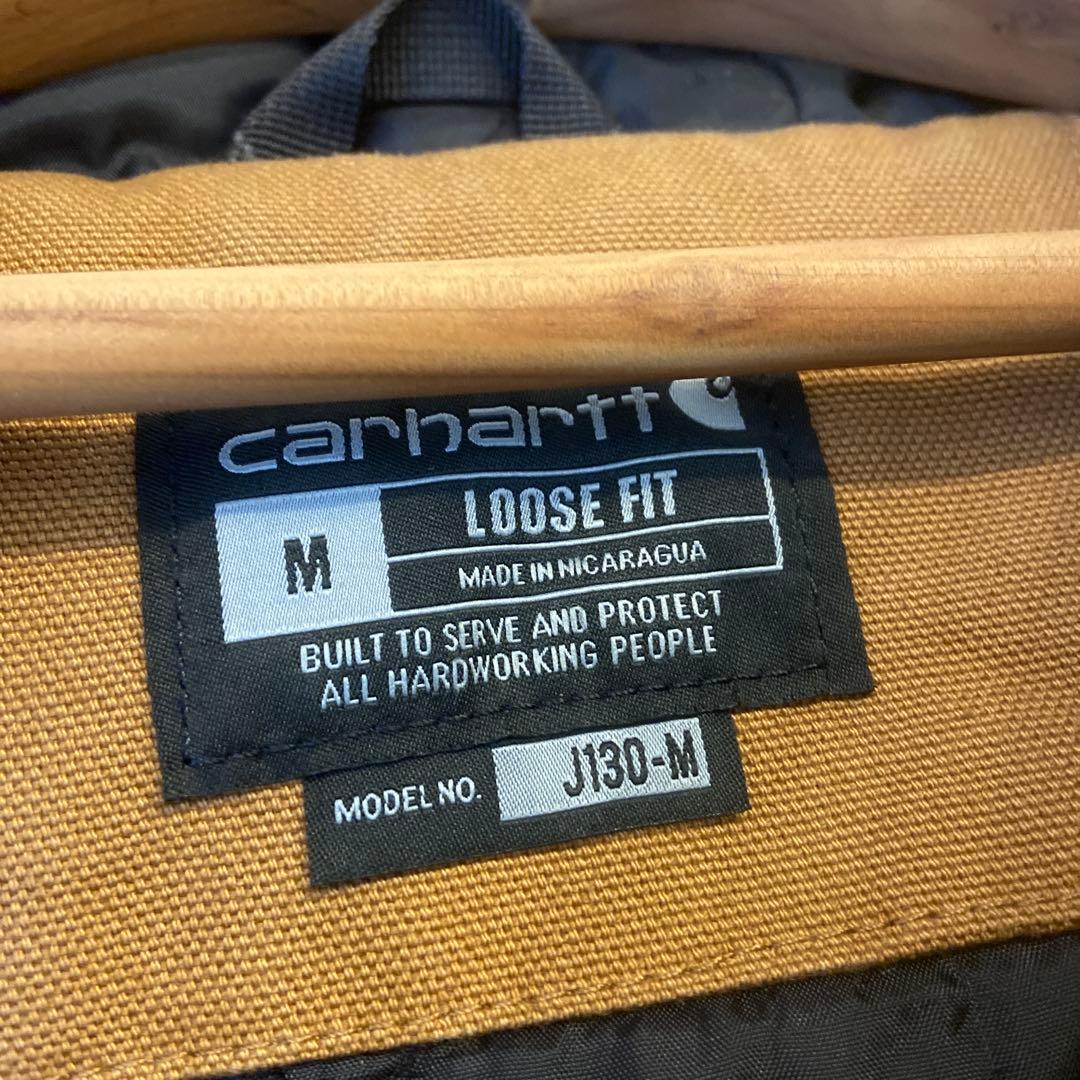 carhartt
M
LOOSE FIT
MADE IN NICARAGUA
BUILT TO SERVE AND PROTECT
ALL HARDWORKING PEOPLE
MODEL NO. J130-M